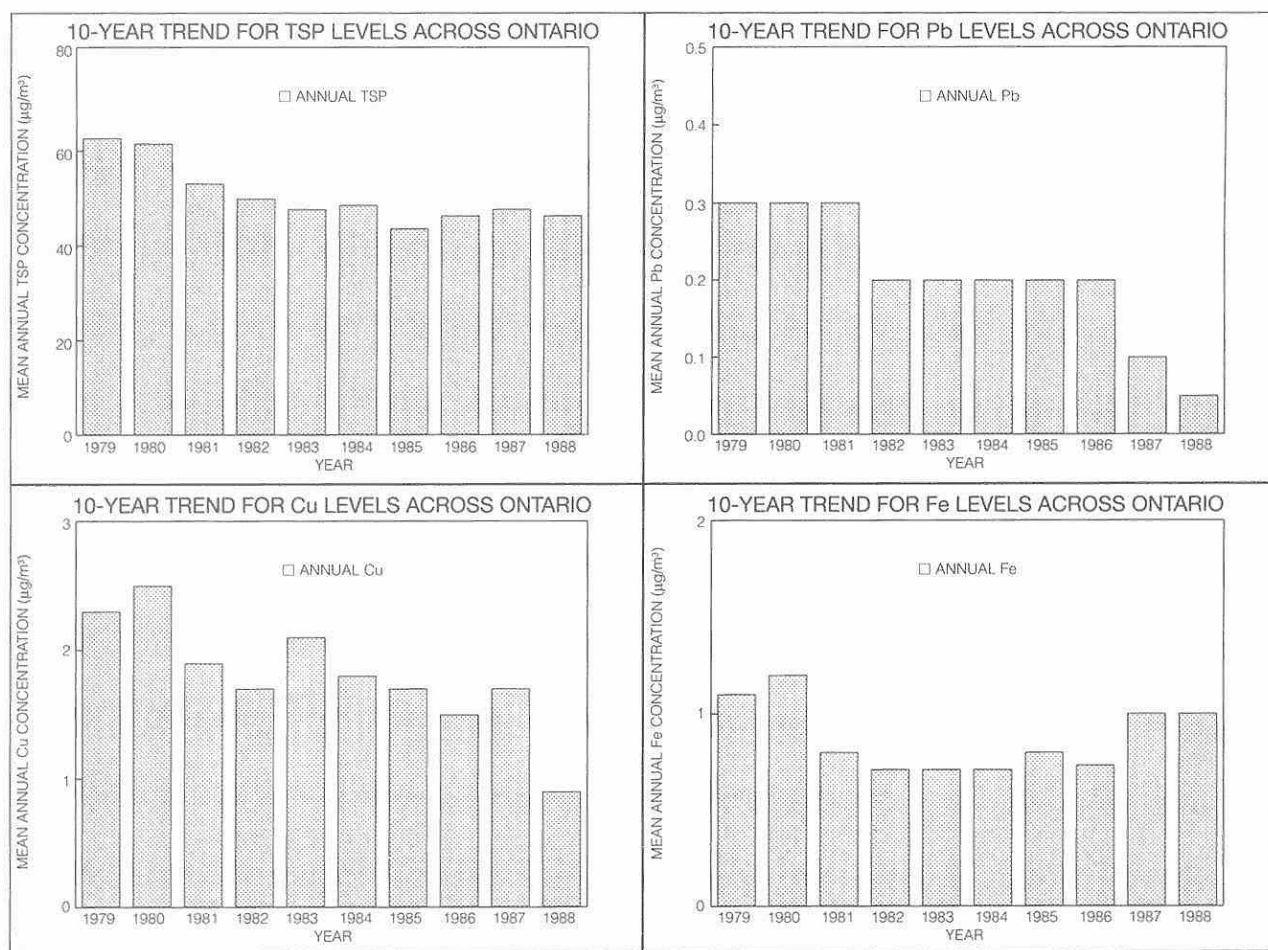 10-YEAR TREND FOR TSP LEVELS ACROSS ONTARIO
MEAN ANNUAL TSP CONCENTRATION (µg/m³)
80
60
40
20
0
ANNUAL TSP
1979 1980 1981 1982 1983 1984 1985 1986 1987 1988
YEAR
10-YEAR TREND FOR Pb LEVELS ACROSS ONTARIO
MEAN ANNUAL Pb CONCENTRATION (µg/m³)
0.5
0.4
0.3
0.2
0.1
0.0
ANNUAL Pb
1979 1980 1981 1982 1983 1984 1985 1986 1987 1988
YEAR
10-YEAR TREND FOR Cu LEVELS ACROSS ONTARIO
MEAN ANNUAL Cu CONCENTRATION (µg/m³)
3
2
1
0
ANNUAL Cu
1979 1980 1981 1982 1983 1984 1985 1986 1987 1988
YEAR
10-YEAR TREND FOR Fe LEVELS ACROSS ONTARIO
MEAN ANNUAL Fe CONCENTRATION (µg/m³)
2
1
0
ANNUAL Fe
1979 1980 1981 1982 1983 1984 1985 1986 1987 1988
YEAR